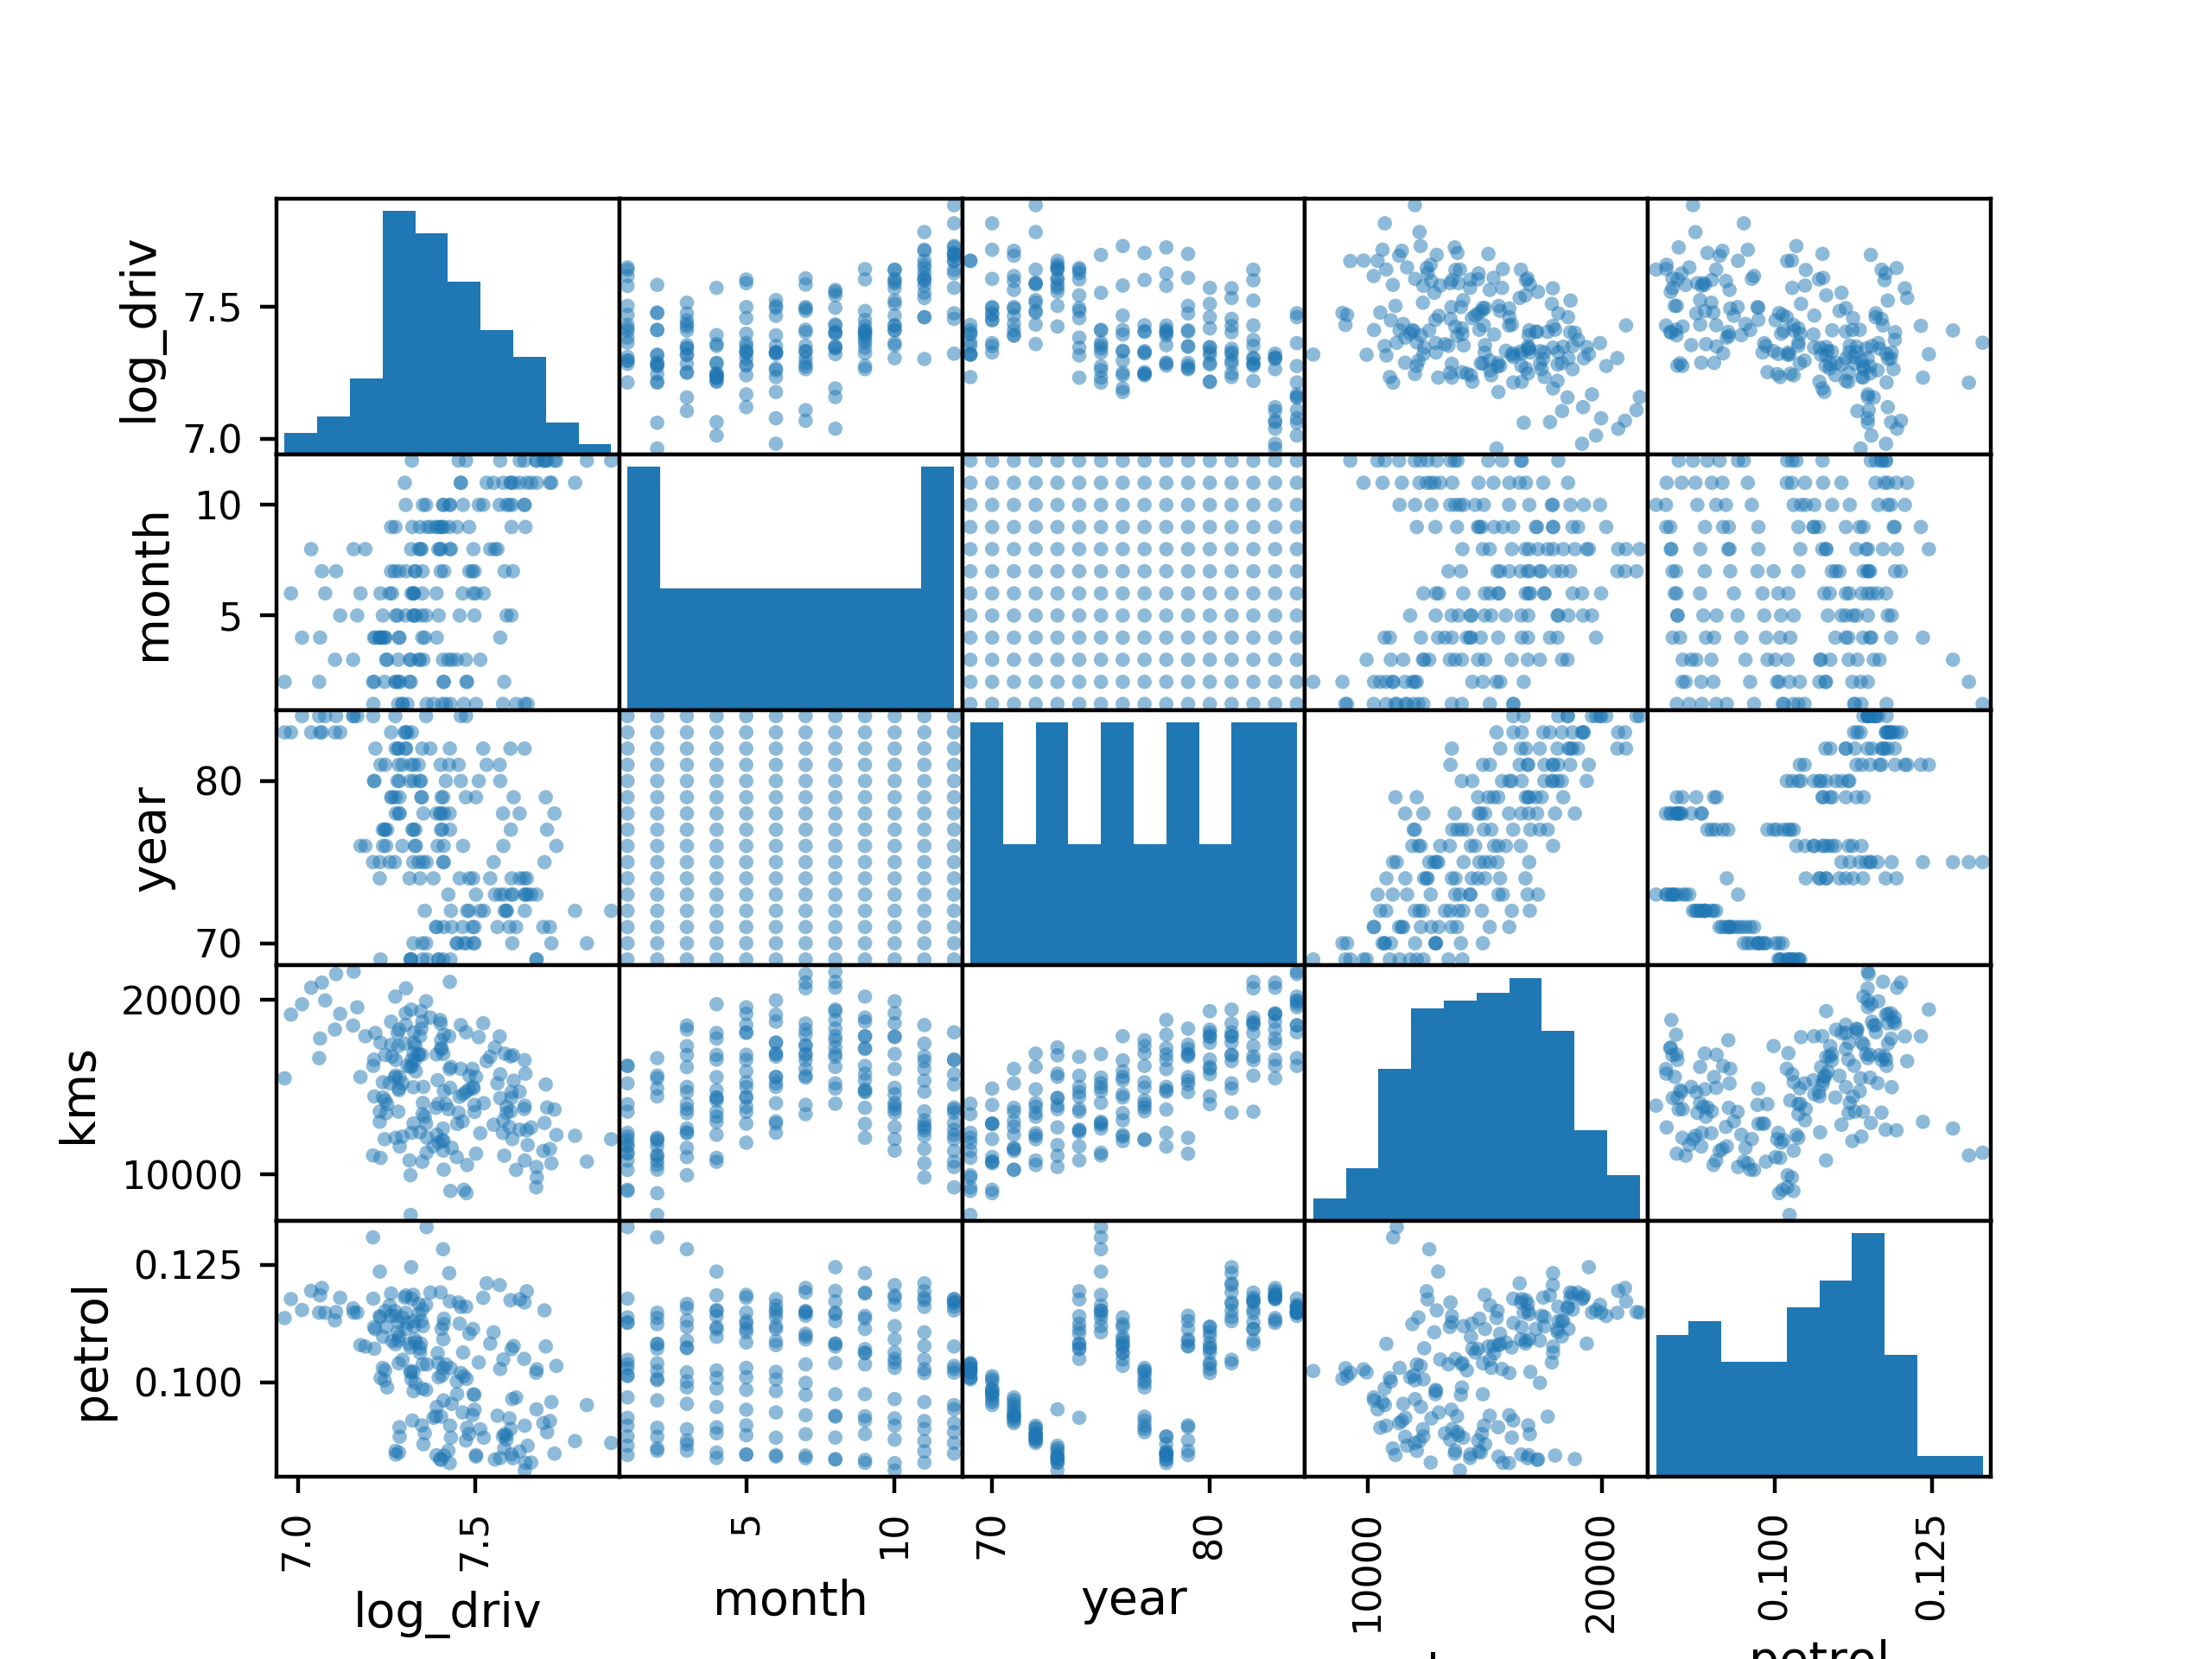 log_driv
7.5
7.0
month
10
5
year
80
70
kms
20000
10000
petrol
0.125
0.100
7.0 7.5 5 10 70 80 10000 20000 0.100 0.125
log_driv month year petrol